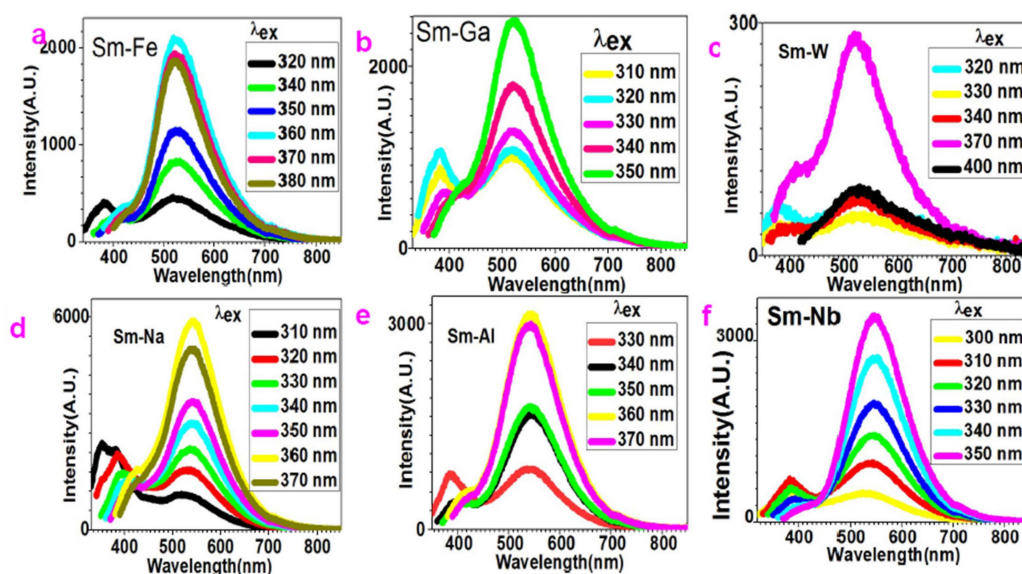 a
Sm-Fe
λex
320 nm
340 nm
350 nm
360 nm
370 nm
380 nm
2000
1000
0
Intensity(A.U.)
400 500 600 700 800
Wavelength(nm)
b
Sm-Ga
λex
310 nm
320 nm
330 nm
340 nm
350 nm
2000
0
Intensity(A.U.)
400 500 600 700 800
Wavelength(nm)
c
Sm-W
λex
320 nm
330 nm
340 nm
370 nm
400 nm
300
0
Intensity(A.U.)
400 500 600 700 800
Wavelength(nm)
d
Sm-Na
λex
310 nm
320 nm
330 nm
340 nm
350 nm
360 nm
370 nm
6000
0
Intensity(A.U.)
400 500 600 700 800
Wavelength(nm)
e
Sm-Al
λex
330 nm
340 nm
350 nm
360 nm
370 nm
3000
0
Intensity(A.U.)
400 500 600 700 800
Wavelength(nm)
f
Sm-Nb
λex
300 nm
310 nm
320 nm
330 nm
340 nm
350 nm
3000
0
Intensity(A.U.)
400 500 600 700 800
Wavelength(nm)